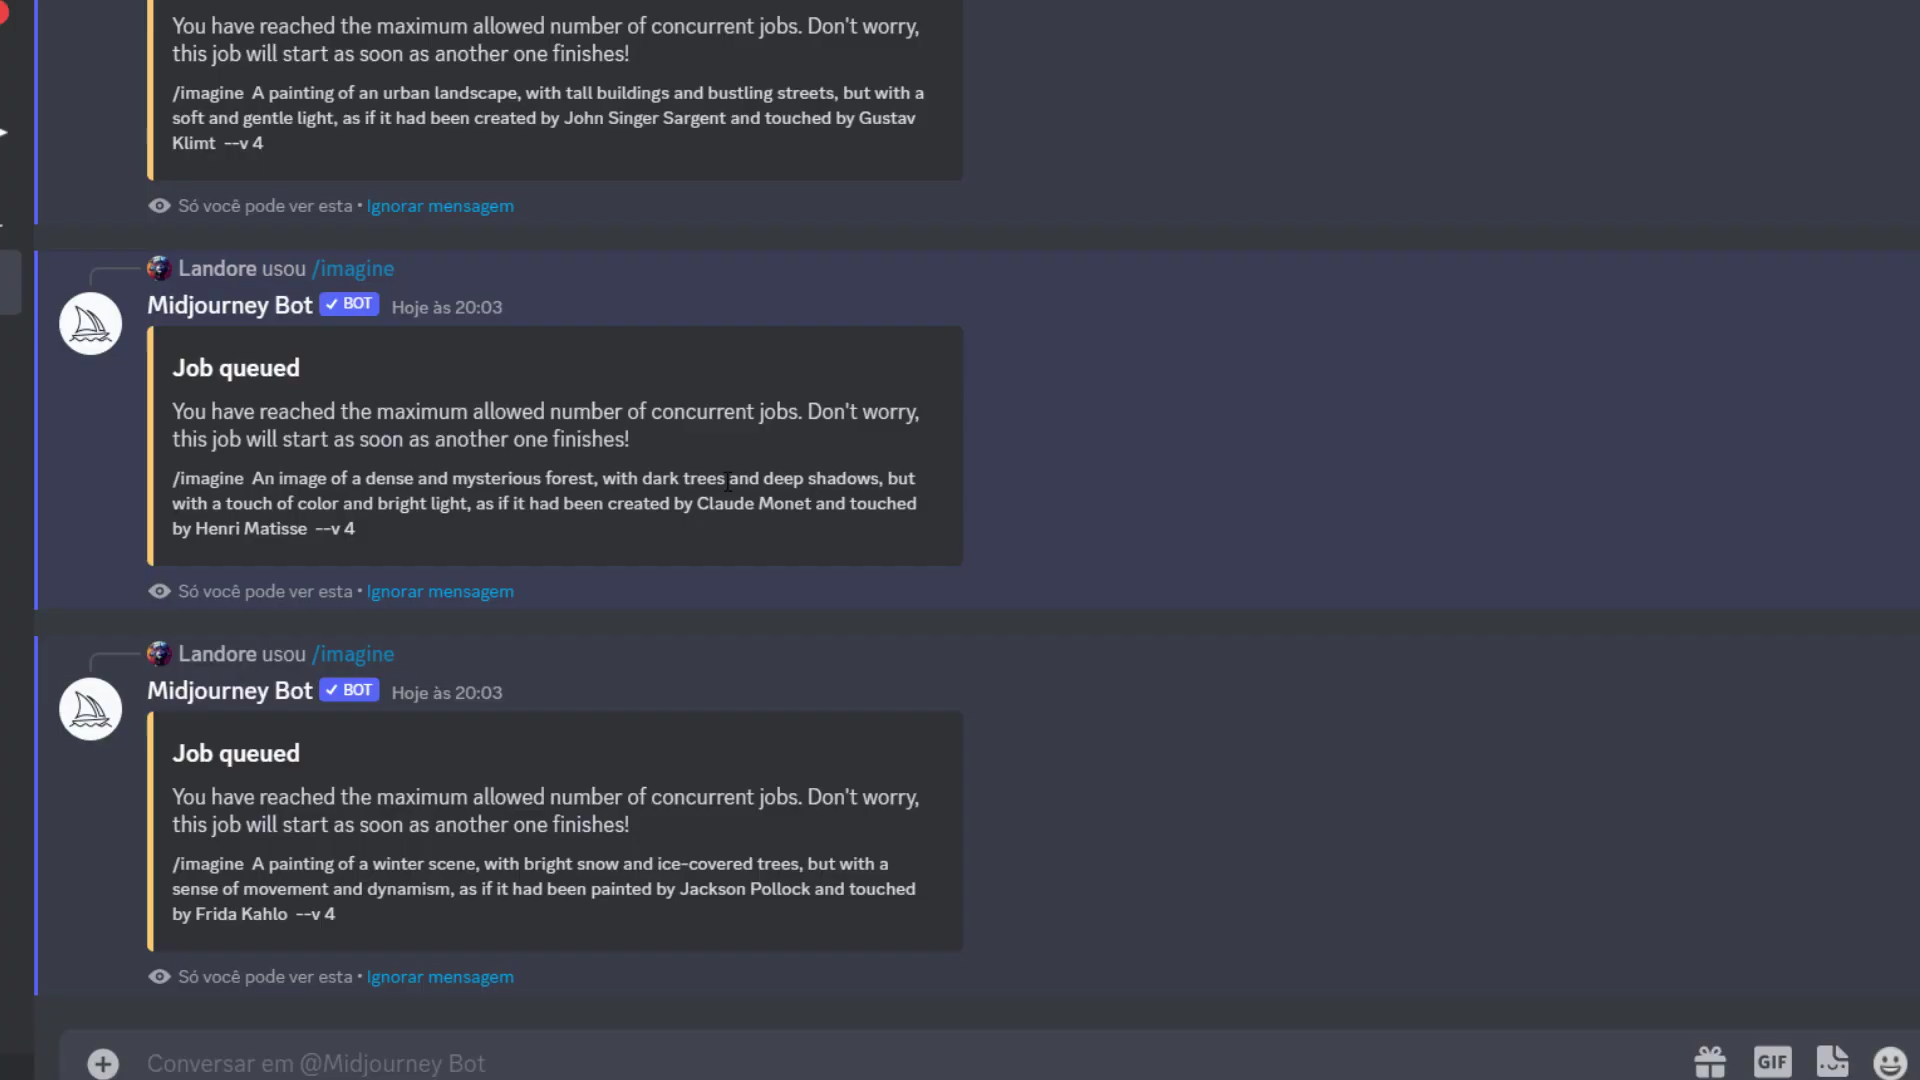 You have reached the maximum allowed number of concurrent jobs. Don't worry,
this job will start as soon as another one finishes!
/imagine A painting of an urban landscape, with tall buildings and bustling streets, but with a
soft and gentle light, as if it had been created by John Singer Sargent and touched by Gustav
Klimt --v 4
Só você pode ver esta • Ignorar mensagem
Landore usou /imagine
Midjourney Bot ✓ BOT Hoje às 20:03
Job queued
You have reached the maximum allowed number of concurrent jobs. Don't worry,
this job will start as soon as another one finishes!
/imagine An image of a dense and mysterious forest, with dark trees and deep shadows, but
with a touch of color and bright light, as if it had been created by Claude Monet and touched
by Henri Matisse --v 4
Só você pode ver esta • Ignorar mensagem
Landore usou /imagine
Midjourney Bot ✓ BOT Hoje às 20:03
Job queued
You have reached the maximum allowed number of concurrent jobs. Don't worry,
this job will start as soon as another one finishes!
/imagine A painting of a winter scene, with bright snow and ice-covered trees, but with a
sense of movement and dynamism, as if it had been painted by Jackson Pollock and touched
by Frida Kahlo --v 4
Só você pode ver esta • Ignorar mensagem
Conversar em @Midjourney Bot
GIF